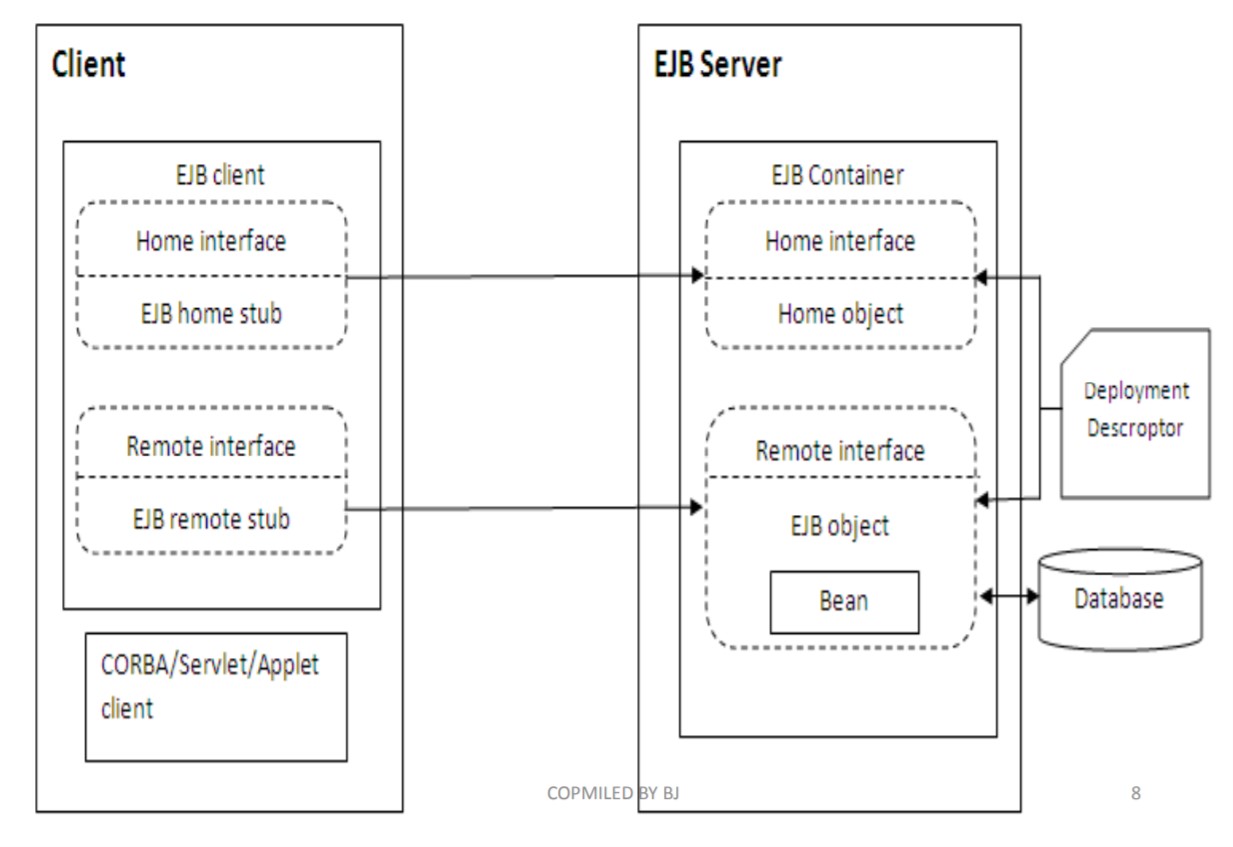 Client
EJB client
Home interface
EJB home stub
Remote interface
EJB remote stub
CORBA/Servlet/Applet
client
EJB Server
EJB Container
Home interface
Home object
Remote interface
EJB object
Bean
Deployment
Descroptor
Database
COPMILED BY BJ
8